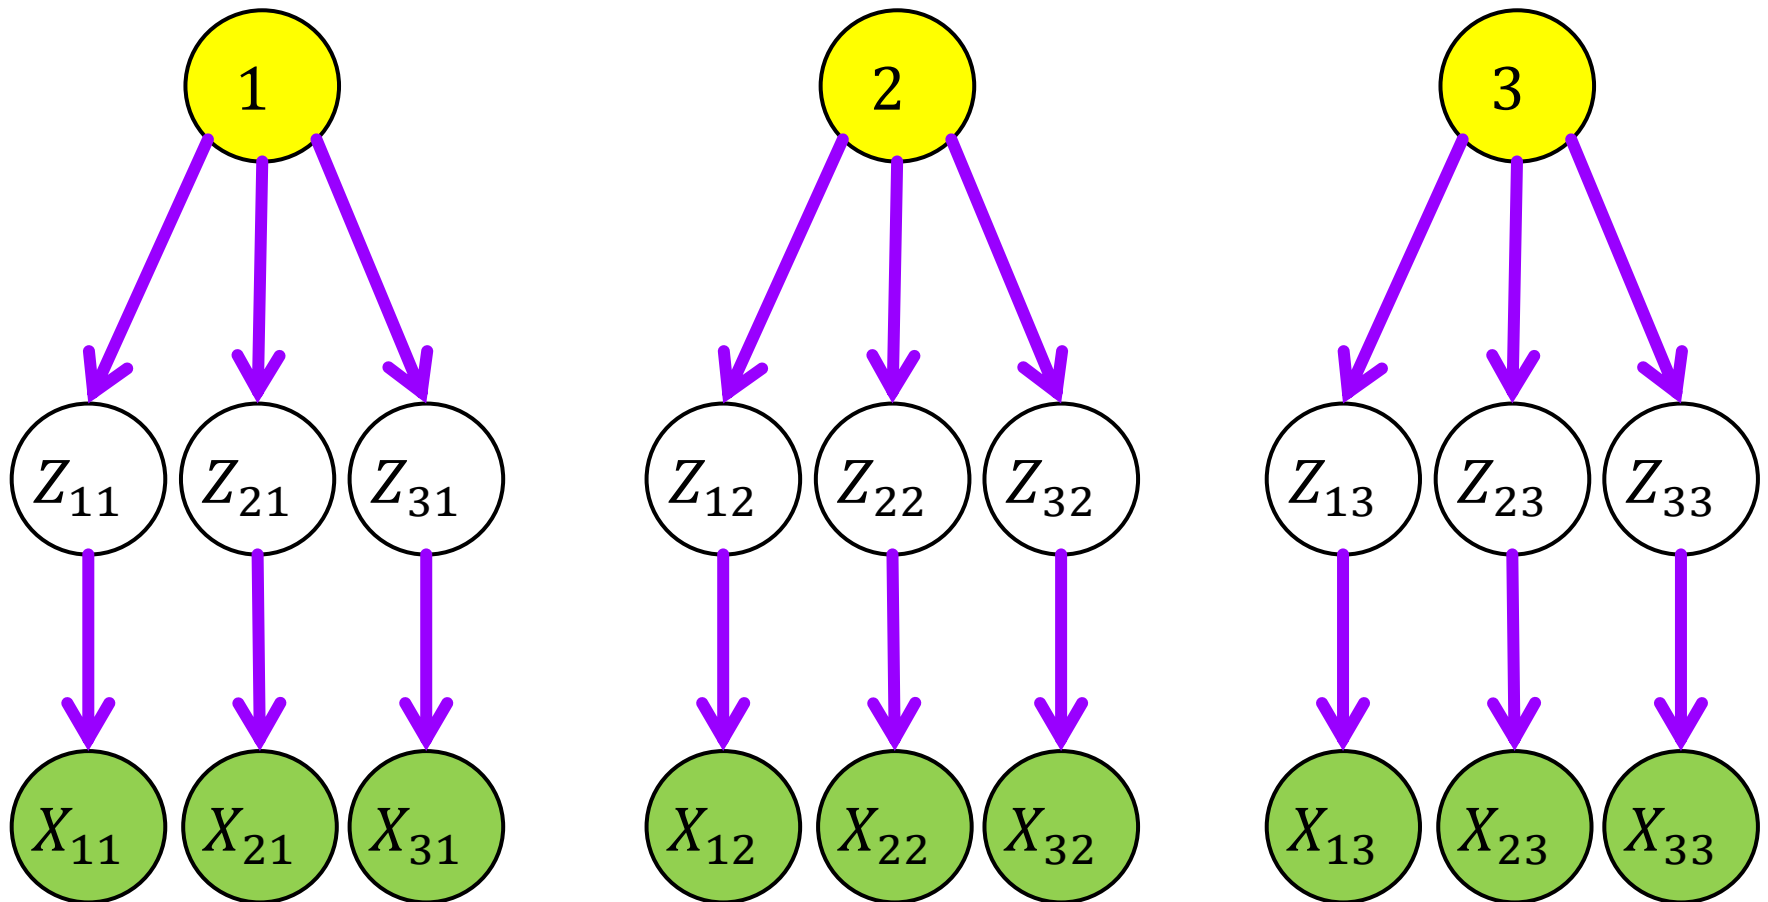 1 2 3
Z₁₁ Z₂₁ Z₃₁ Z₁₂ Z₂₂ Z₃₂ Z₁₃ Z₂₃ Z₃₃
X₁₁ X₂₁ X₃₁ X₁₂ X₂₂ X₃₂ X₁₃ X₂₃ X₃₃